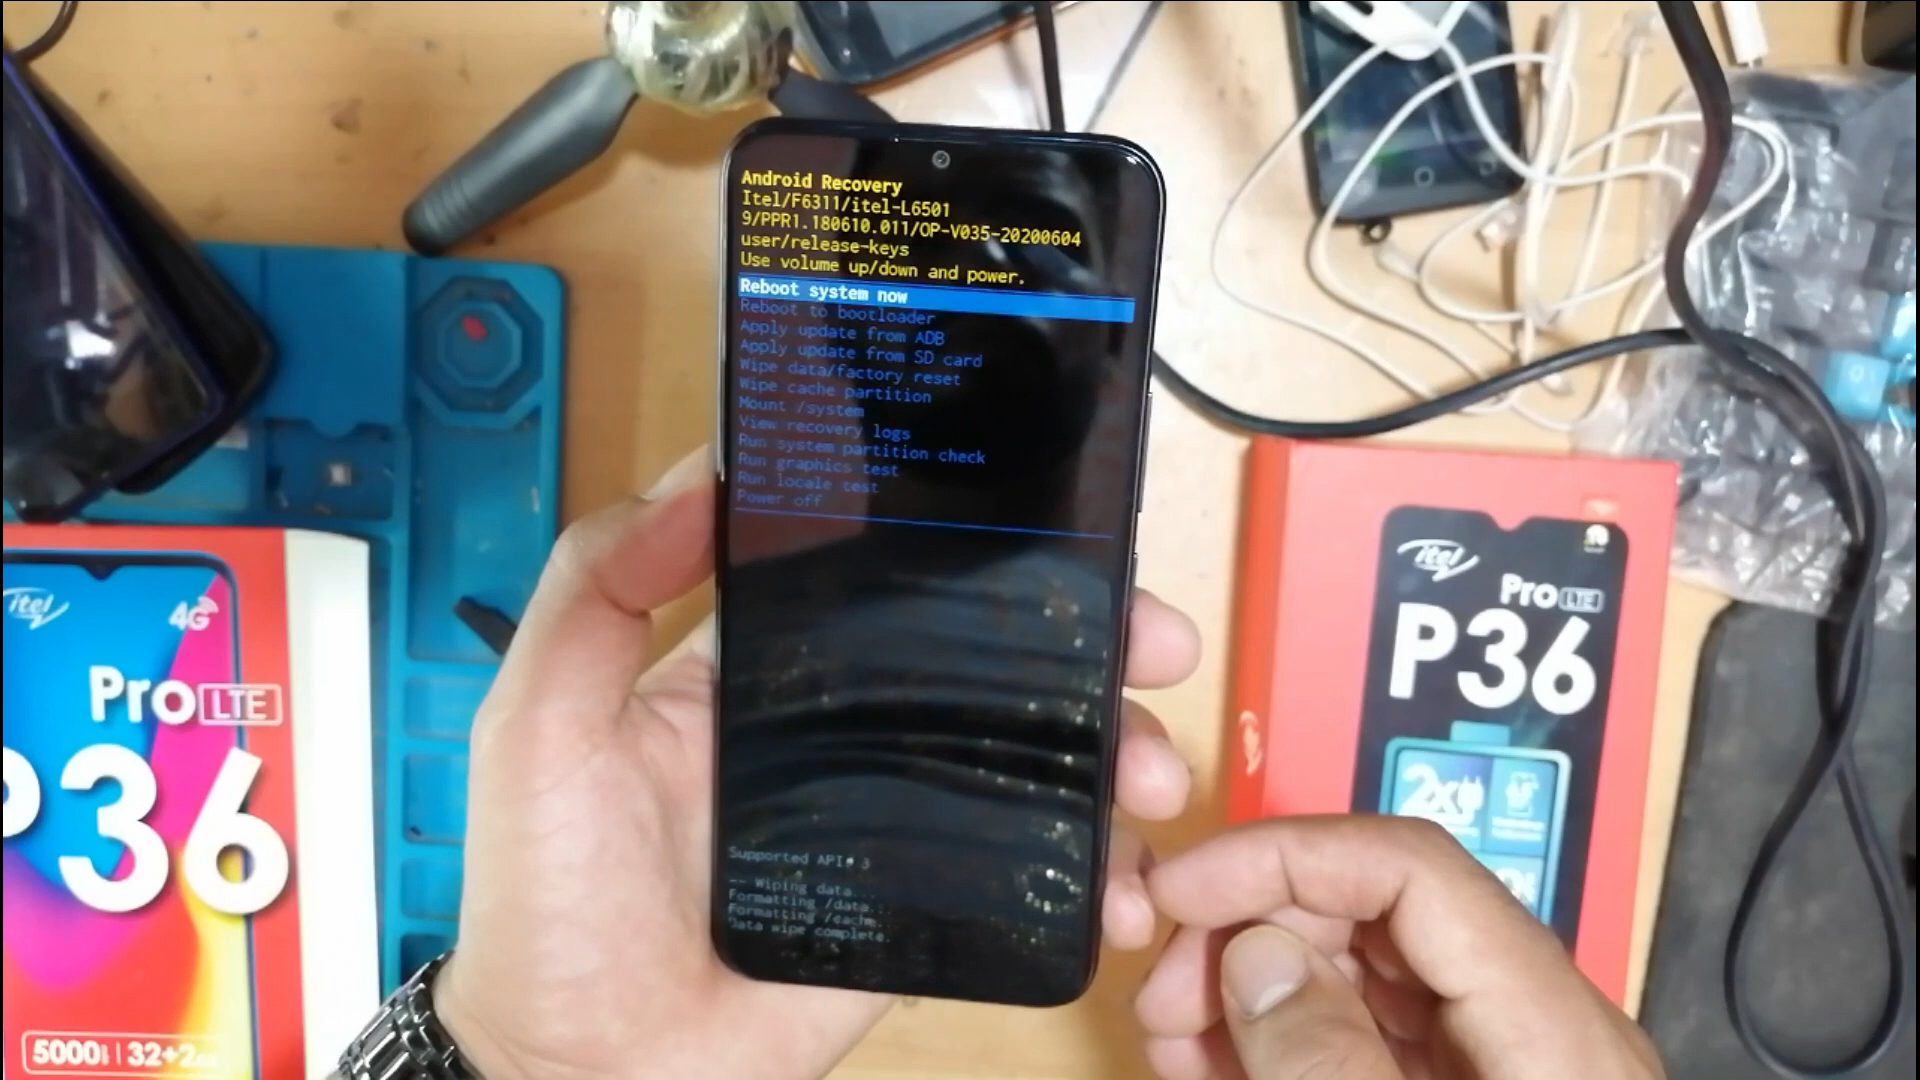 Android Recovery
Itel/F6311/itel-L6501
9/PPR1.180610.011/OP-V035-20200604
user/release-keys
Use volume up/down and power.
Reboot system now
Reboot to bootloader
Apply update from ADB
Apply update from SD card
Wipe data/factory reset
Wipe cache partition
Mount /system
View recovery logs
Run system partition check
Run graphics test
Run locale test
Power off
Supported API: 3
-- Wiping data...
Formatting /data...
Formatting /cache...
Data wipe complete.
itel
4G
Pro LTE
P36
5000 | 32+2
itel
Pro LTE
P36
2x